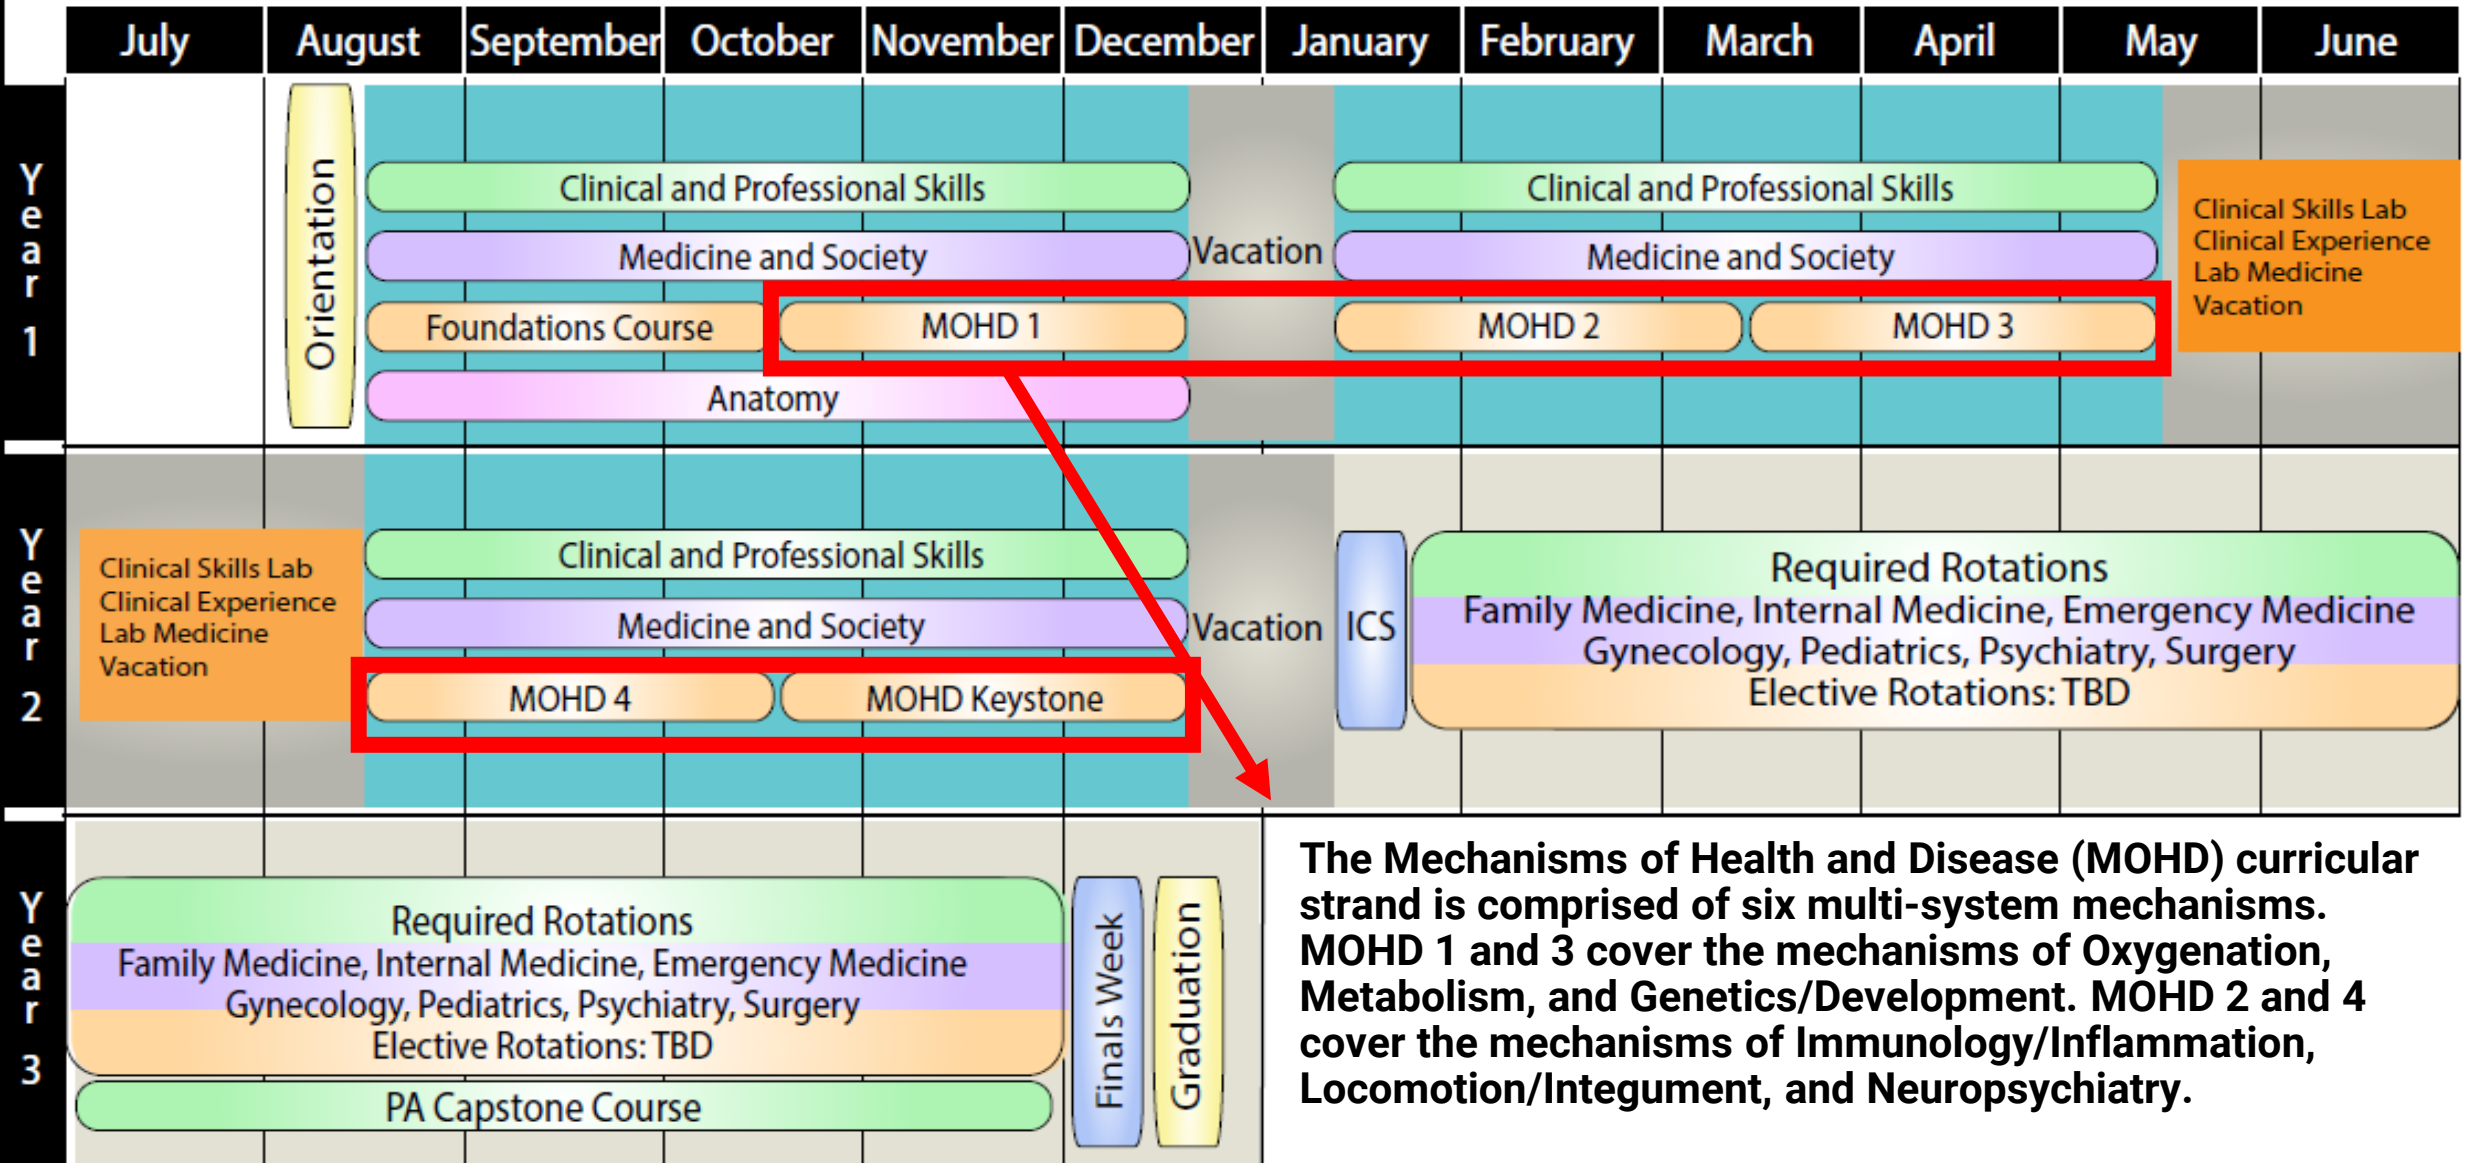 July August September October November December January February March April May June
Year 1
Orientation
Clinical and Professional Skills
Medicine and Society
Foundations Course
MOHD 1
Anatomy
Vacation
Clinical and Professional Skills
Medicine and Society
MOHD 2
MOHD 3
Clinical Skills Lab
Clinical Experience
Lab Medicine
Vacation
Year 2
Clinical Skills Lab
Clinical Experience
Lab Medicine
Vacation
Clinical and Professional Skills
Medicine and Society
MOHD 4
MOHD Keystone
Vacation
ICS
Required Rotations
Family Medicine, Internal Medicine, Emergency Medicine
Gynecology, Pediatrics, Psychiatry, Surgery
Elective Rotations: TBD
Year 3
Required Rotations
Family Medicine, Internal Medicine, Emergency Medicine
Gynecology, Pediatrics, Psychiatry, Surgery
Elective Rotations: TBD
PA Capstone Course
Finals Week
Graduation
The Mechanisms of Health and Disease (MOHD) curricular
strand is comprised of six multi-system mechanisms.
MOHD 1 and 3 cover the mechanisms of Oxygenation,
Metabolism, and Genetics/Development. MOHD 2 and 4
cover the mechanisms of Immunology/Inflammation,
Locomotion/Integument, and Neuropsychiatry.